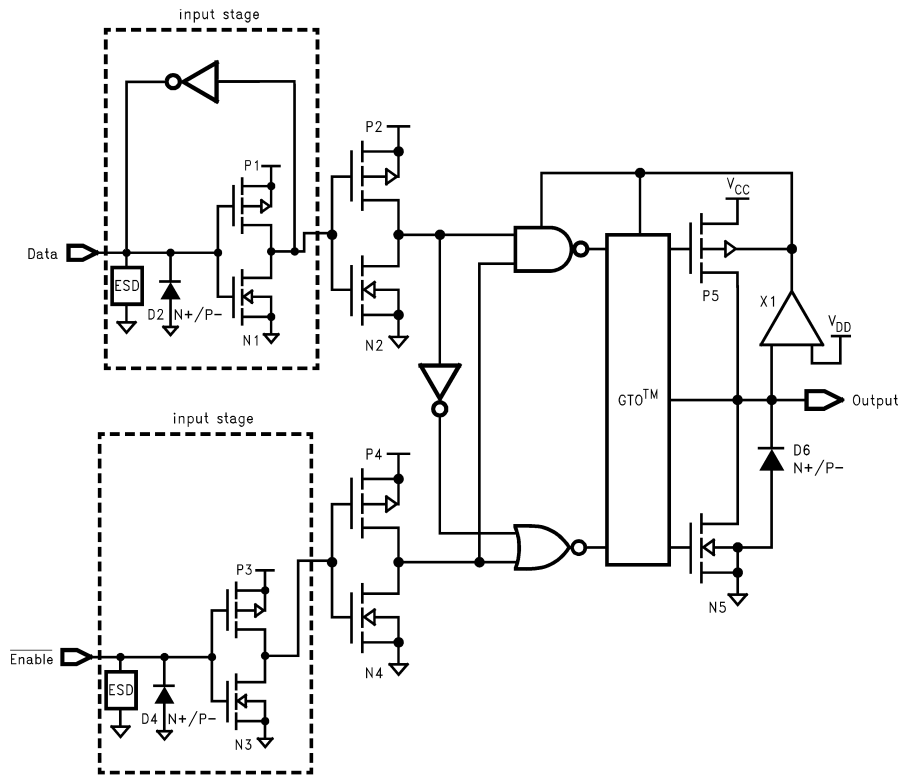 input stage
P1
P2
V_CC
Data
ESD
D2 N+/P-
N1
N2
P5
X1
V_DD
GTO™
Output
input stage
P4
D6
N+/P-
P3
N5
E̅n̅a̅b̅l̅e̅
ESD
D4 N+/P-
N3
N4